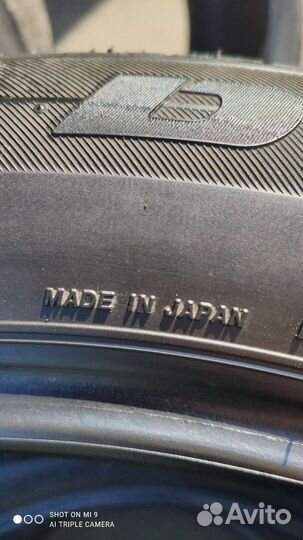 D
MADE IN JAPAN
SHOT ON MI 9
AI TRIPLE CAMERA
Avito